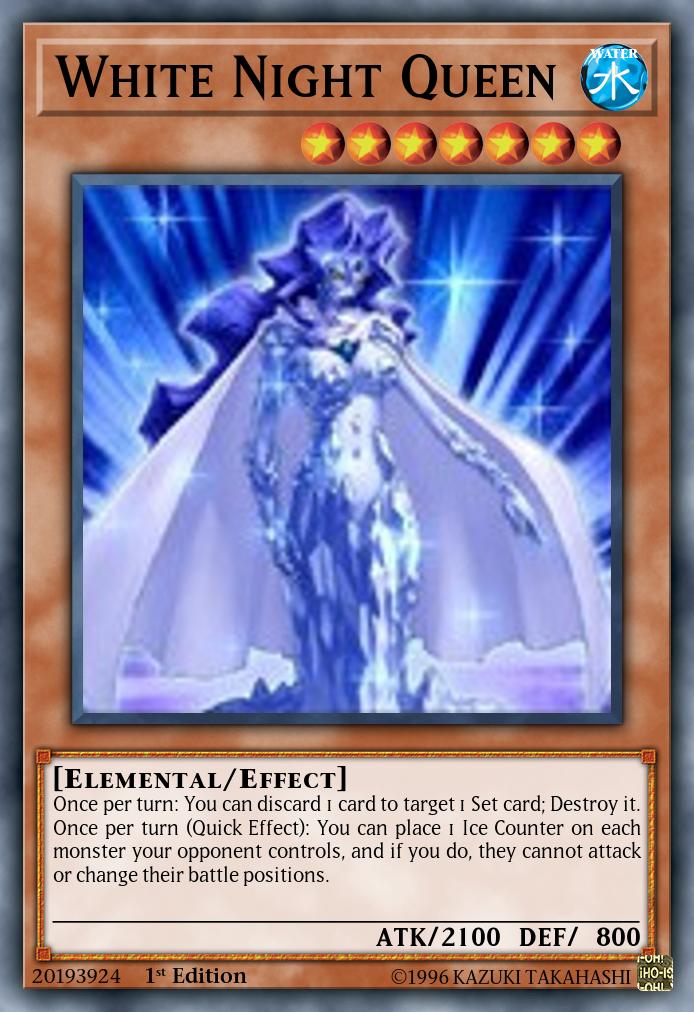 White Night Queen
WATER
水
[Elemental/Effect]
Once per turn: You can discard 1 card to target 1 Set card; Destroy it.
Once per turn (Quick Effect): You can place 1 Ice Counter on each
monster your opponent controls, and if you do, they cannot attack
or change their battle positions.
ATK/2100 DEF/ 800
20193924 1st Edition ©1996 KAZUKI TAKAHASHI